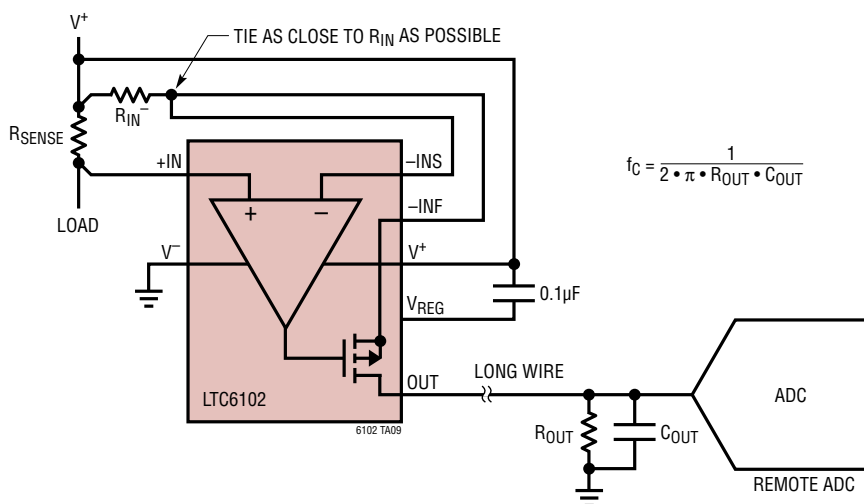 V+
TIE AS CLOSE TO RIN AS POSSIBLE
RIN–
RSENSE
+IN
–INS
–INF
LOAD
+ –
V–
V+
0.1μF
VREG
OUT
LONG WIRE
LTC6102
6102 TA09
fC = 1 / 2 • π • ROUT • COUT
ROUT
COUT
ADC
REMOTE ADC